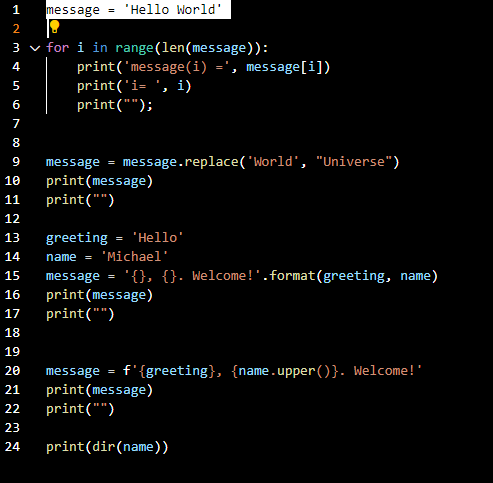 1 message = 'Hello World'
2
3 for i in range(len(message)):
4     print('message(i) =', message[i])
5     print('i= ', i)
6     print("");
7
8
9 message = message.replace('World', "Universe")
10 print(message)
11 print("")
12
13 greeting = 'Hello'
14 name = 'Michael'
15 message = '{}, {}. Welcome!'.format(greeting, name)
16 print(message)
17 print("")
18
19
20 message = f'{greeting}, {name.upper()}. Welcome!'
21 print(message)
22 print("")
23
24 print(dir(name))